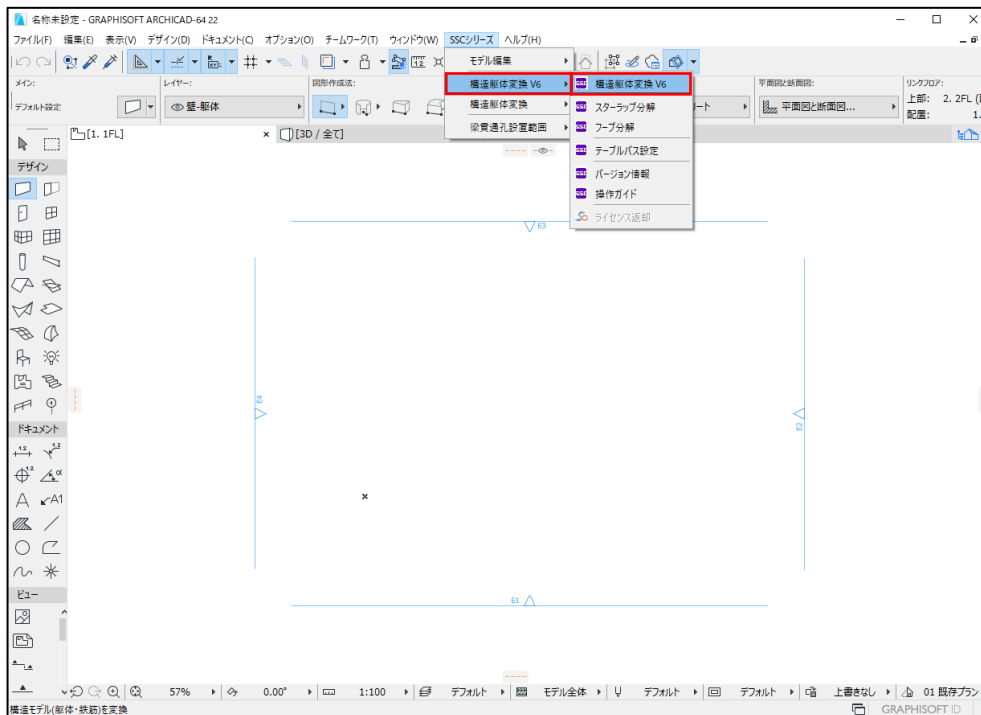 名称未設定 - GRAPHISOFT ARCHICAD-64 22
ファイル(F) 編集(E) 表示(V) デザイン(D) ドキュメント(C) オプション(O) チームワーク(T) ウィンドウ(W) SSCシリーズ ヘルプ(H)
モデル編集
構造躯体変換 V6
構造躯体変換
梁貫通孔設置範囲
構造躯体変換 V6
スターラップ分解
フープ分解
テーブルパス設定
バージョン情報
操作ガイド
ライセンス返却
メイン:
レイヤー:
図形作成法:
平面図と断面図:
リンクフロア:
デフォルト設定
壁-躯体
平面図と断面図...
上部: 2. 2FL
配置: 1.
[1. 1FL]
[3D / 全て]
デザイン
E3
E4
E2
E1
ドキュメント
A A1
ビュー
57% 0.00° 1:100 デフォルト モデル全体 デフォルト デフォルト 上書きなし 01 既存プラン
構造モデル(躯体・鉄筋)を変換
GRAPHISOFT ID